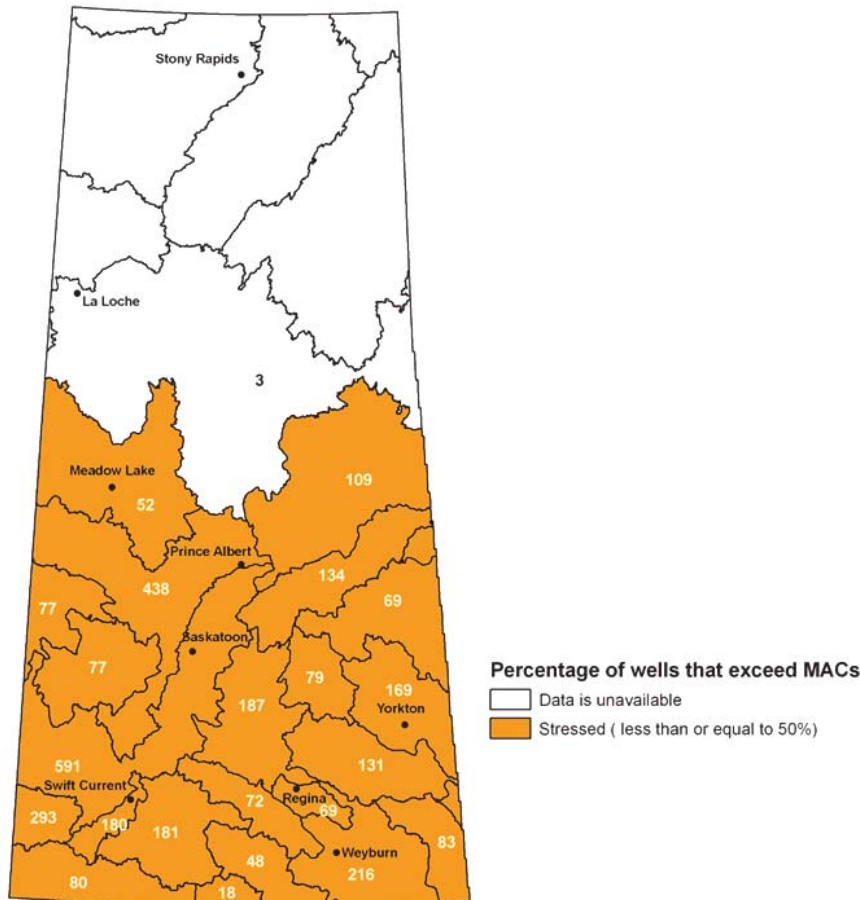 Stony Rapids
La Loche
3
Meadow Lake
52
109
Prince Albert
134
438
77
69
Saskatoon
77
79
169
187
Yorkton
Percentage of wells that exceed MACs
Data is unavailable
Stressed ( less than or equal to 50%)
591
131
Swift Current
72
Regina
293
180
181
69
48
Weyburn
83
80
18
216